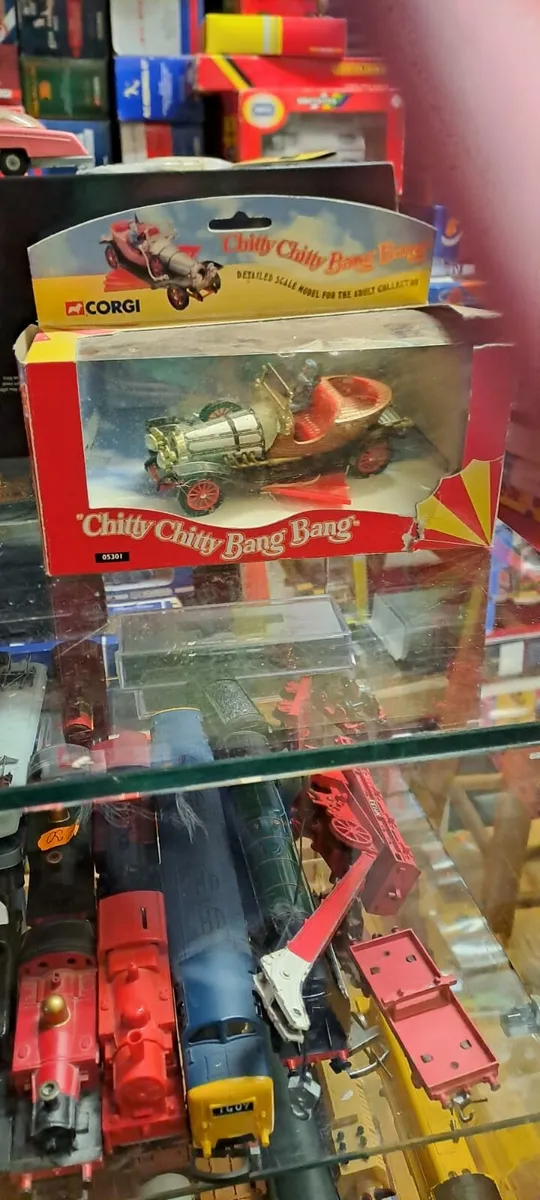 Chitty Chitty Bang Bang
DETAILED SCALE MODEL FOR THE ADULT COLLECTOR
CORGI
"Chitty Chitty Bang Bang"
05301